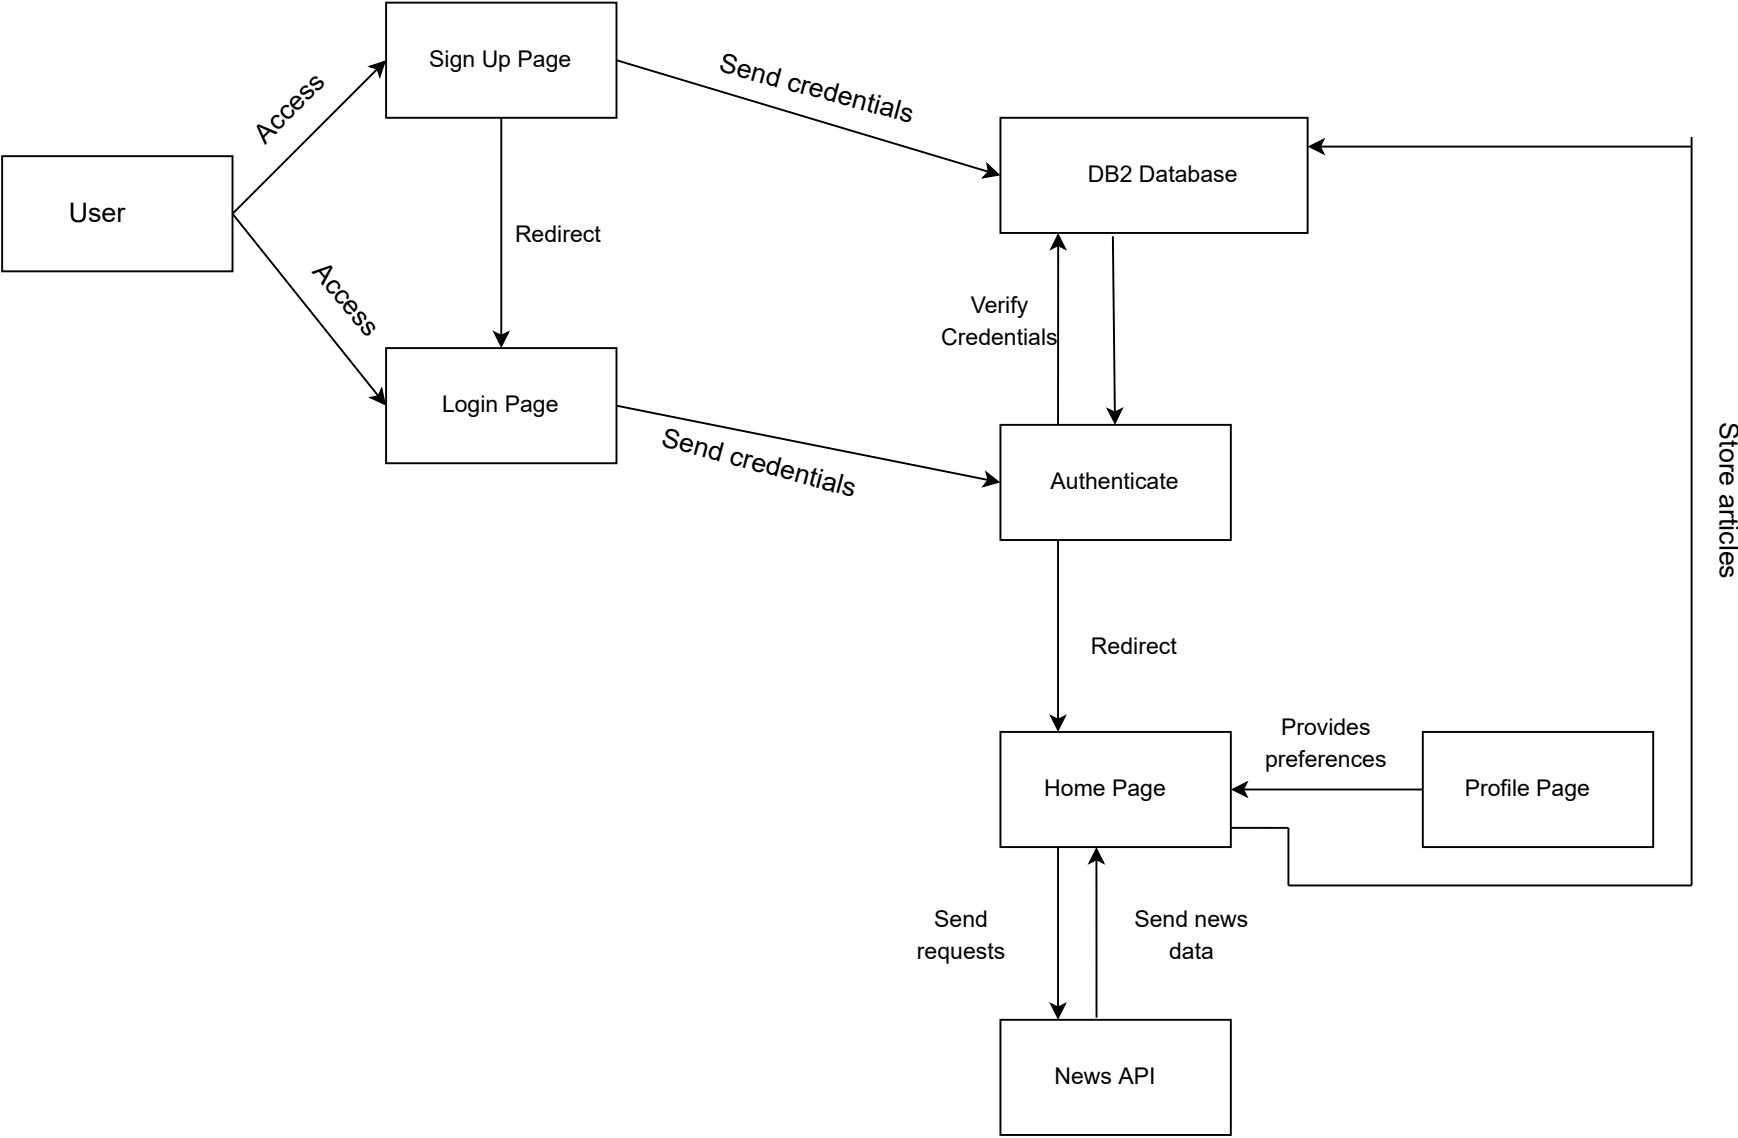 Sign Up Page
Send credentials
Access
DB2 Database
User
Redirect
Access
Verify
Credentials
Login Page
Send credentials
Authenticate
Store articles
Redirect
Provides
preferences
Home Page
Profile Page
Send
requests
Send news
data
News API